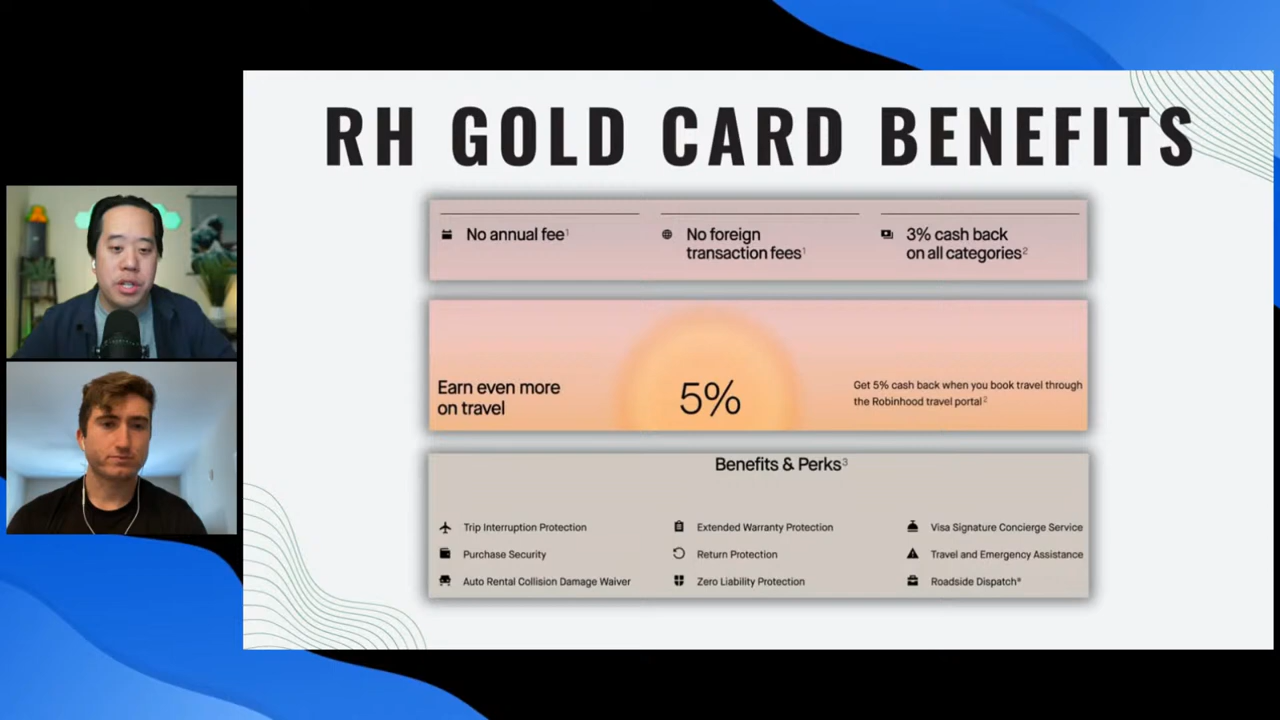 RH GOLD CARD BENEFITS
No annual fee¹
No foreign
transaction fees¹
3% cash back
on all categories²
Earn even more
on travel
5%
Get 5% cash back when you book travel through
the Robinhood travel portal²
Benefits & Perks³
Trip Interruption Protection
Extended Warranty Protection
Visa Signature Concierge Service
Purchase Security
Return Protection
Travel and Emergency Assistance
Auto Rental Collision Damage Waiver
Zero Liability Protection
Roadside Dispatch®